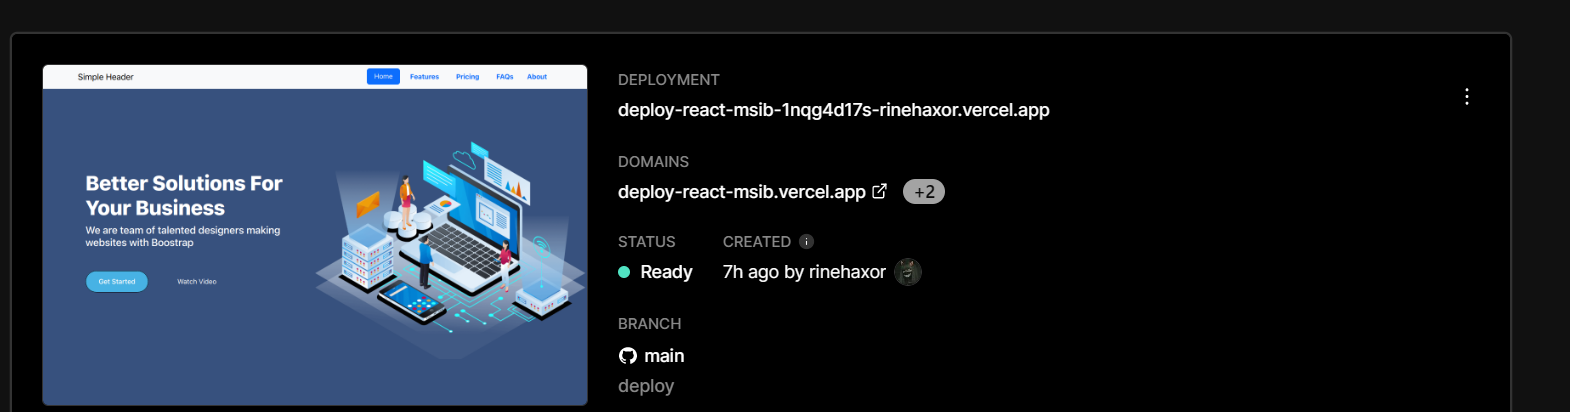 Simple Header
Home Features Pricing FAQs About
Better Solutions For
Your Business
We are team of talented designers making
websites with Boostrap
Get Started Watch Video
DEPLOYMENT
deploy-react-msib-1nqg4d17s-rinehaxor.vercel.app
DOMAINS
deploy-react-msib.vercel.app +2
STATUS CREATED
Ready 7h ago by rinehaxor
BRANCH
main
deploy